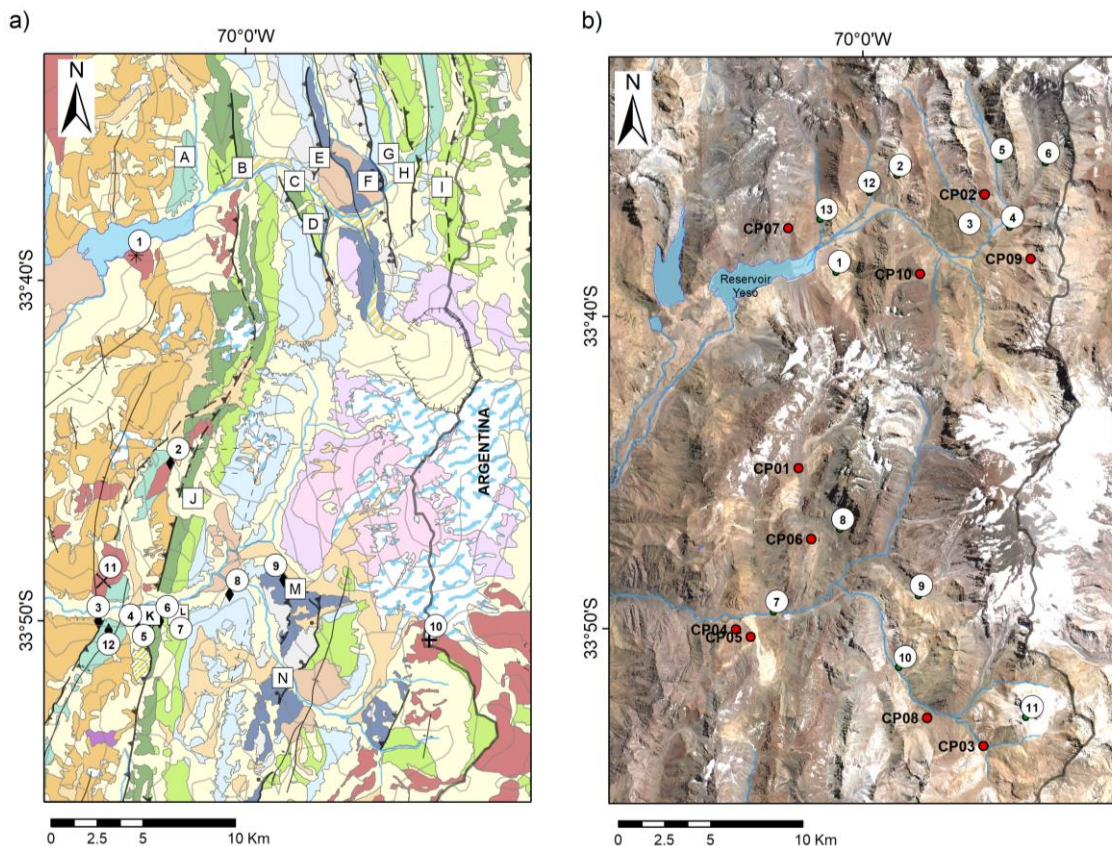 a)
70°0'W
N
A
B
C
D
E
F
G
H
I
1
33°40'S
ARGENTINA
2
J
11
9
M
8
3
4
K
6
L
33°50'S
12
5
7
10
N
0 2.5 5 10 Km
b)
70°0'W
N
5
6
2
12
CP02
13
3
4
CP07
1
CP10
CP09
Reservoir
Yeso
33°40'S
CP01
8
CP06
9
7
33°50'S
CP04
CP05
10
CP08
11
CP03
0 2.5 5 10 Km